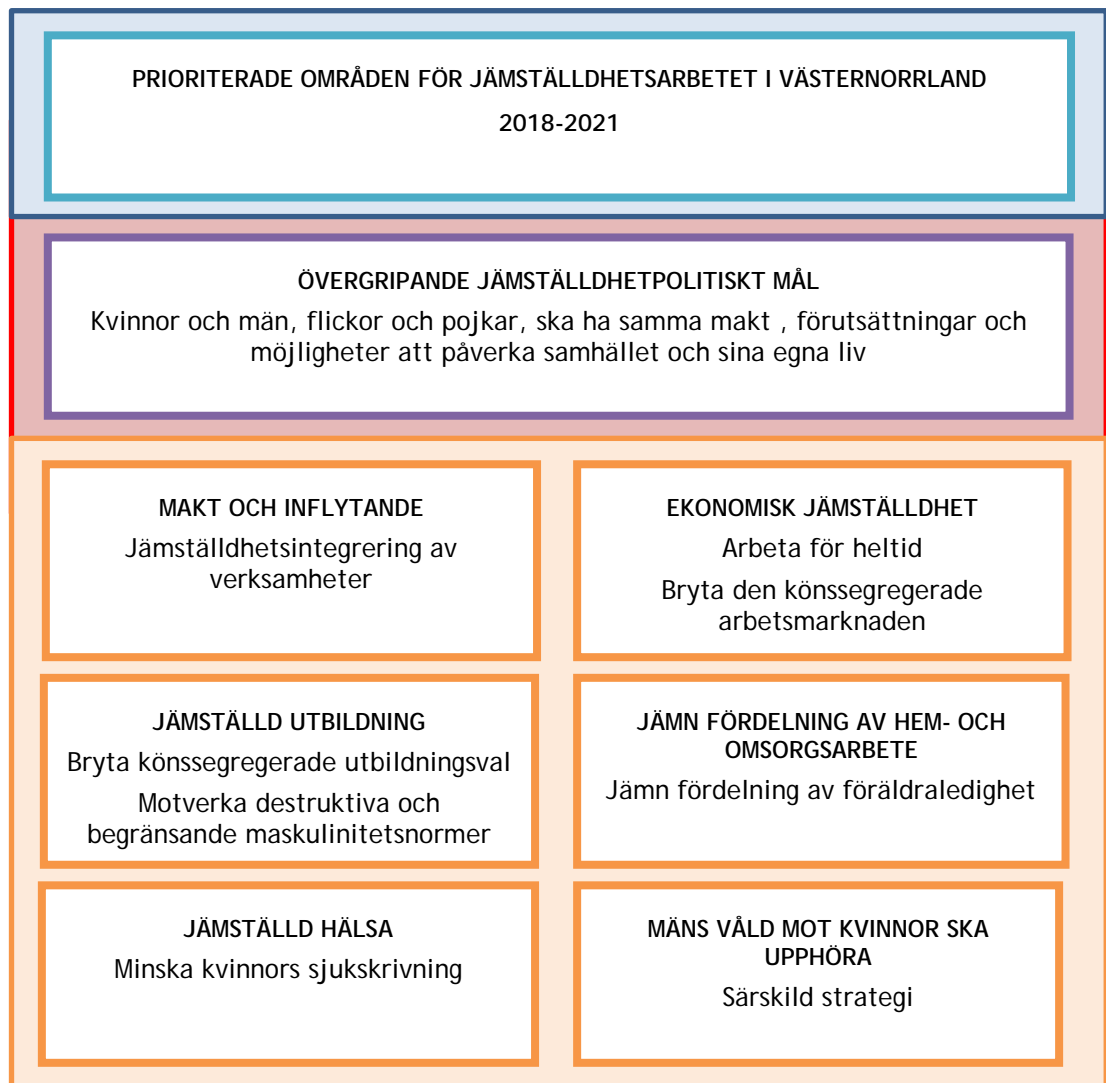 PRIORITERADE OMRÅDEN FÖR JÄMSTÄLLDHETSARBETET I VÄSTERNORRLAND
2018-2021
ÖVERGRIPANDE JÄMSTÄLLDHETPOLITISKT MÅL
Kvinnor och män, flickor och pojkar, ska ha samma makt , förutsättningar och
möjligheter att påverka samhället och sina egna liv
MAKT OCH INFLYTANDE
Jämställdhetsintegrering av
verksamheter
EKONOMISK JÄMSTÄLLDHET
Arbeta för heltid
Bryta den könssegregerade
arbetsmarknaden
JÄMSTÄLLD UTBILDNING
Bryta könssegregerade utbildningsval
Motverka destruktiva och
begränsande maskulinitetsnormer
JÄMN FÖRDELNING AV HEM- OCH
OMSORGSARBETE
Jämn fördelning av föräldraledighet
JÄMSTÄLLD HÄLSA
Minska kvinnors sjukskrivning
MÄNS VÅLD MOT KVINNOR SKA
UPPHÖRA
Särskild strategi